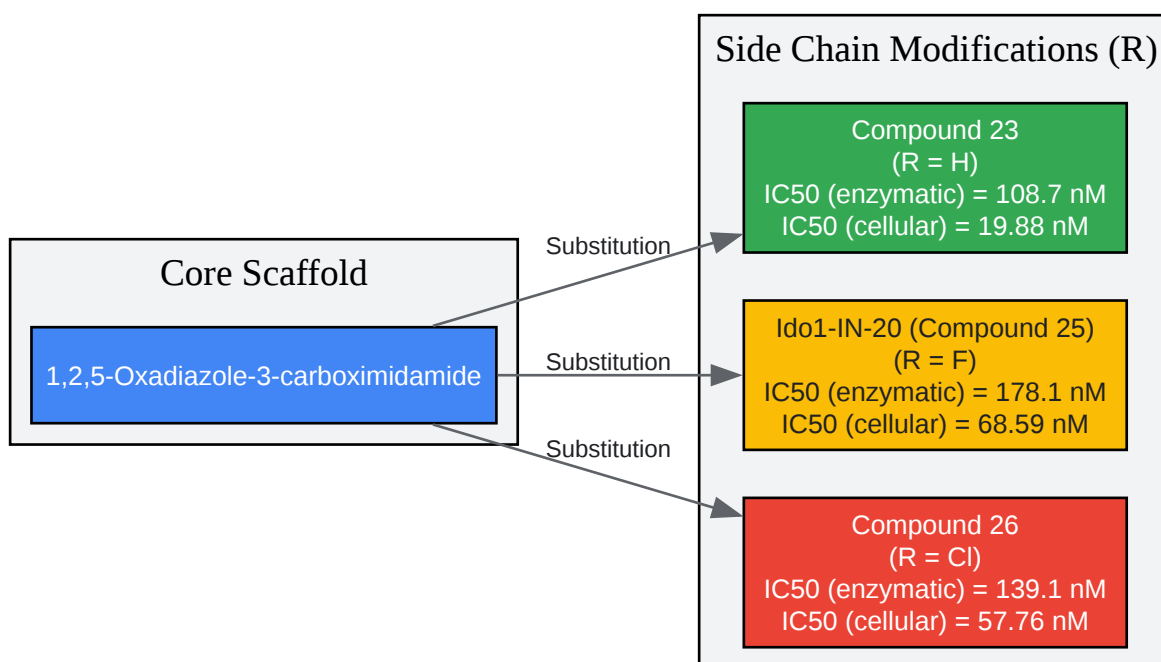 Side Chain Modifications (R)
Compound 23
(R = H)
IC50 (enzymatic) = 108.7 nM
IC50 (cellular) = 19.88 nM
Substitution
Core Scaffold
1,2,5-Oxadiazole-3-carboximidamide
Substitution
Ido1-IN-20 (Compound 25)
(R = F)
IC50 (enzymatic) = 178.1 nM
IC50 (cellular) = 68.59 nM
Substitution
Compound 26
(R = Cl)
IC50 (enzymatic) = 139.1 nM
IC50 (cellular) = 57.76 nM